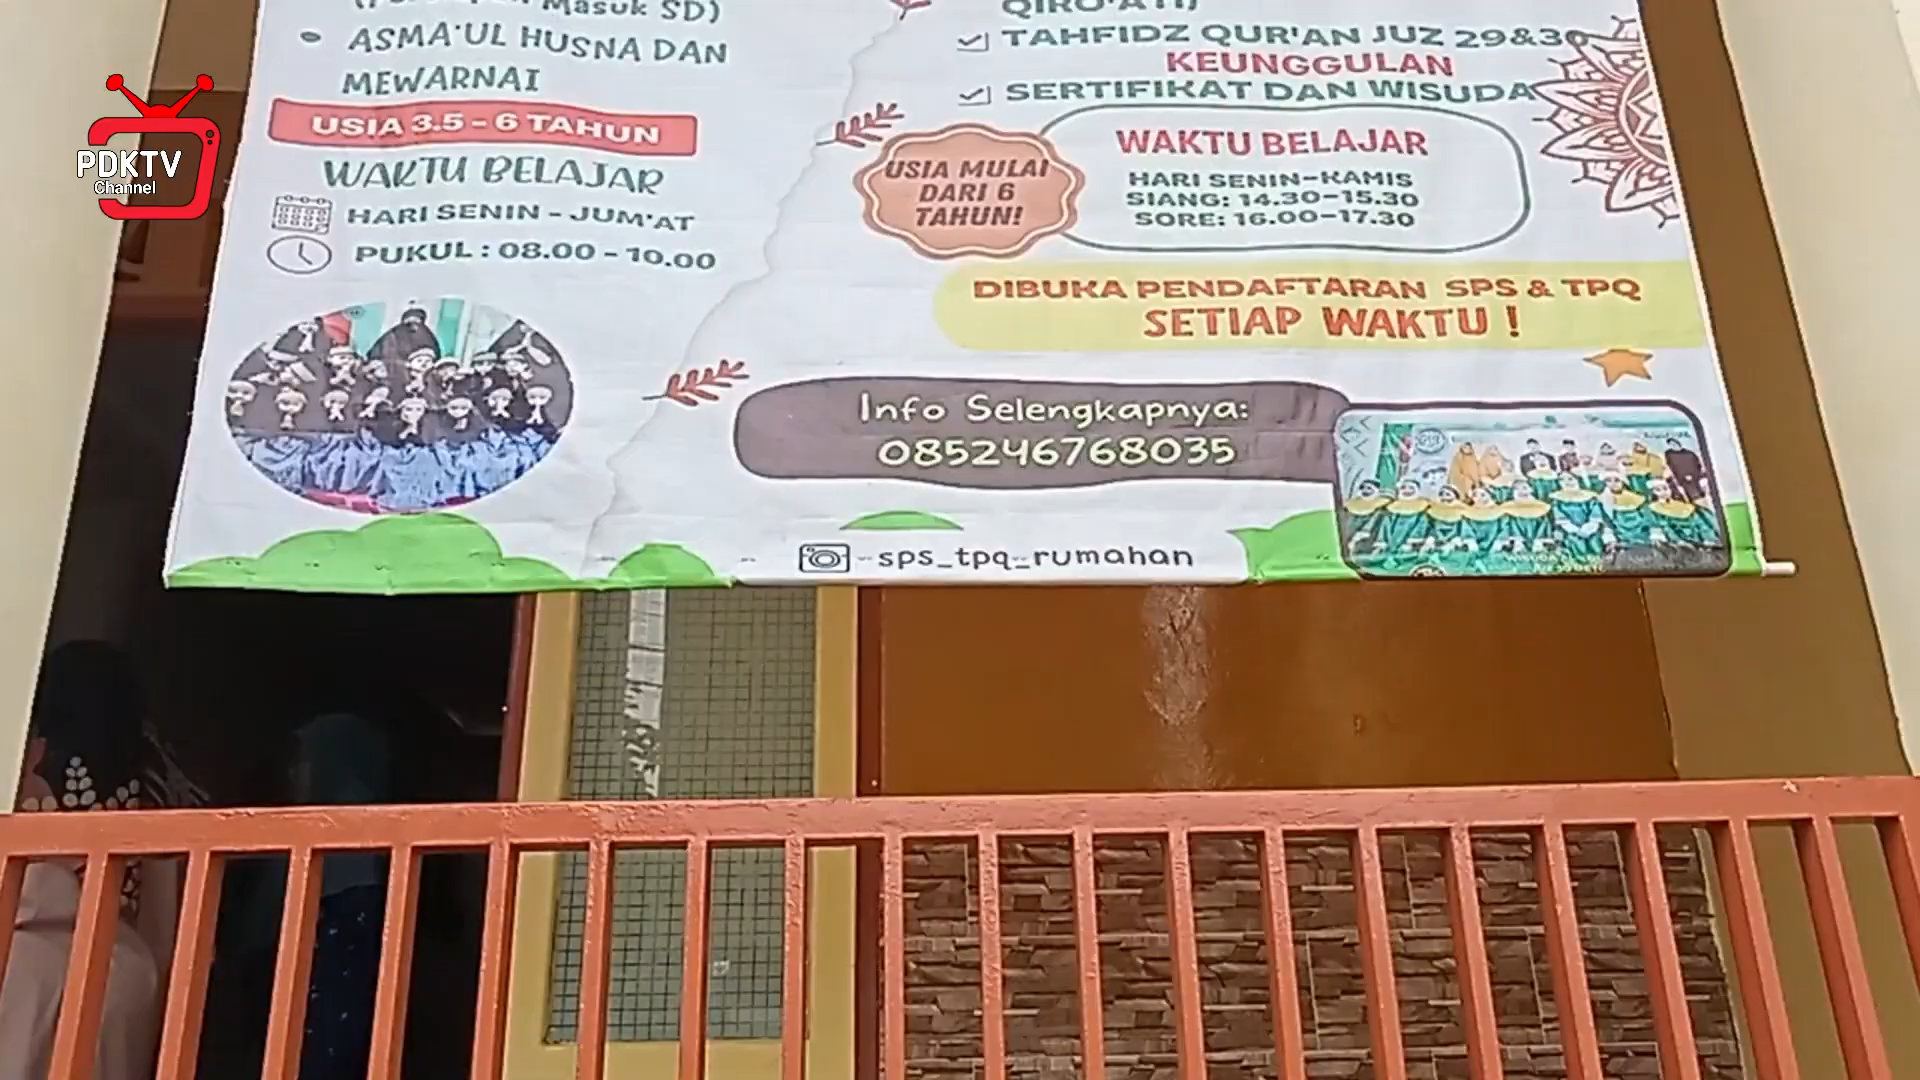 PDKTV
Channel
Masuk SD)
ASMA'UL HUSNA DAN
MEWARNAI
USIA 3.5 - 6 TAHUN
WAKTU BELAJAR
HARI SENIN - JUM'AT
PUKUL : 08.00 - 10.00
TAHFIDZ QUR'AN JUZ 29&30
KEUNGGULAN
SERTIFIKAT DAN WISUDA
USIA MULAI
DARI 6
TAHUN!
WAKTU BELAJAR
HARI SENIN-KAMIS
SIANG: 14.30-15.30
SORE: 16.00-17.30
DIBUKA PENDAFTARAN SPS & TPQ
SETIAP WAKTU !
Info Selengkapnya:
085246768035
sps_tpq_rumahan